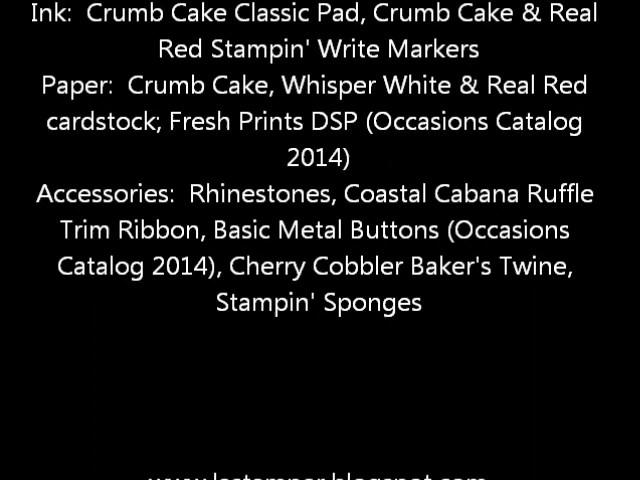 Ink:  Crumb Cake Classic Pad, Crumb Cake & Real
Red Stampin' Write Markers
Paper:  Crumb Cake, Whisper White & Real Red
cardstock; Fresh Prints DSP (Occasions Catalog
2014)
Accessories:  Rhinestones, Coastal Cabana Ruffle
Trim Ribbon, Basic Metal Buttons (Occasions
Catalog 2014), Cherry Cobbler Baker's Twine,
Stampin' Sponges